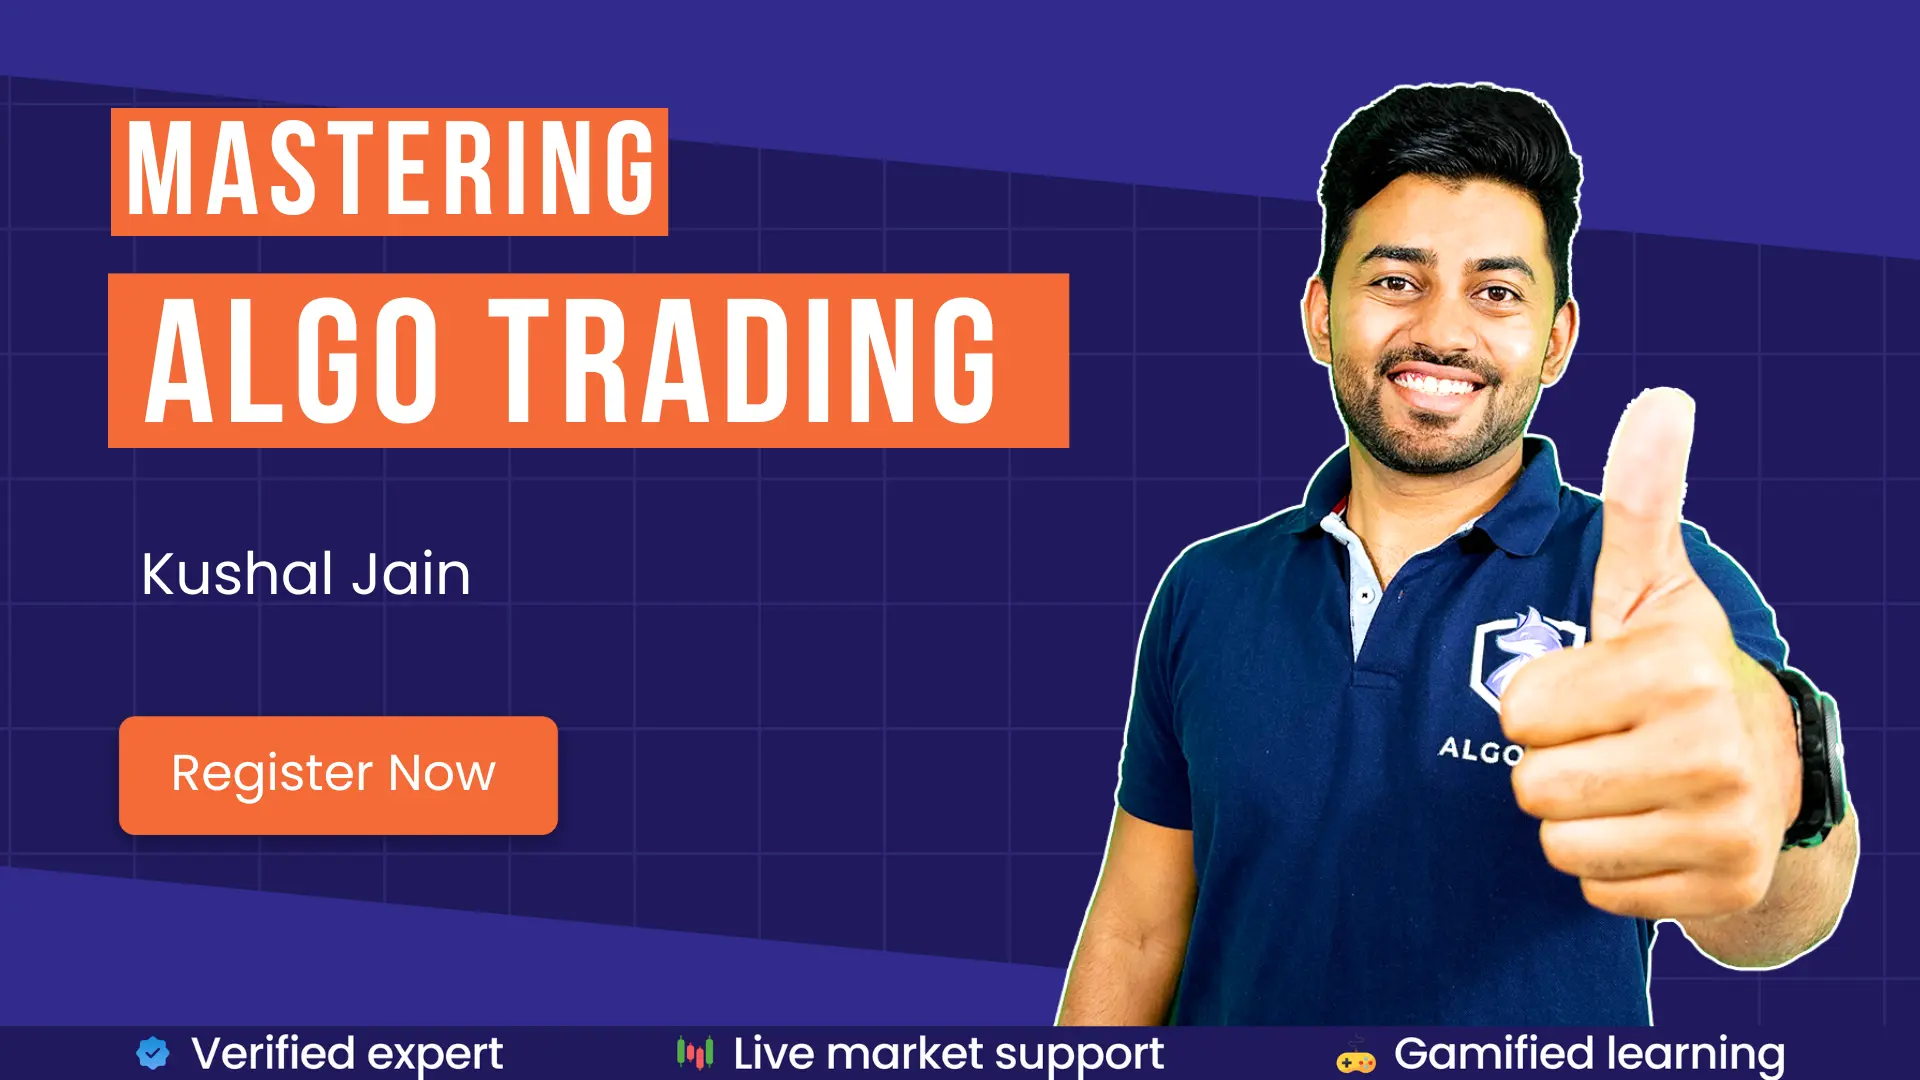 MASTERING
ALGO TRADING
Kushal Jain
ALGO
Register Now
Verified expert
Live market support
Gamified learning